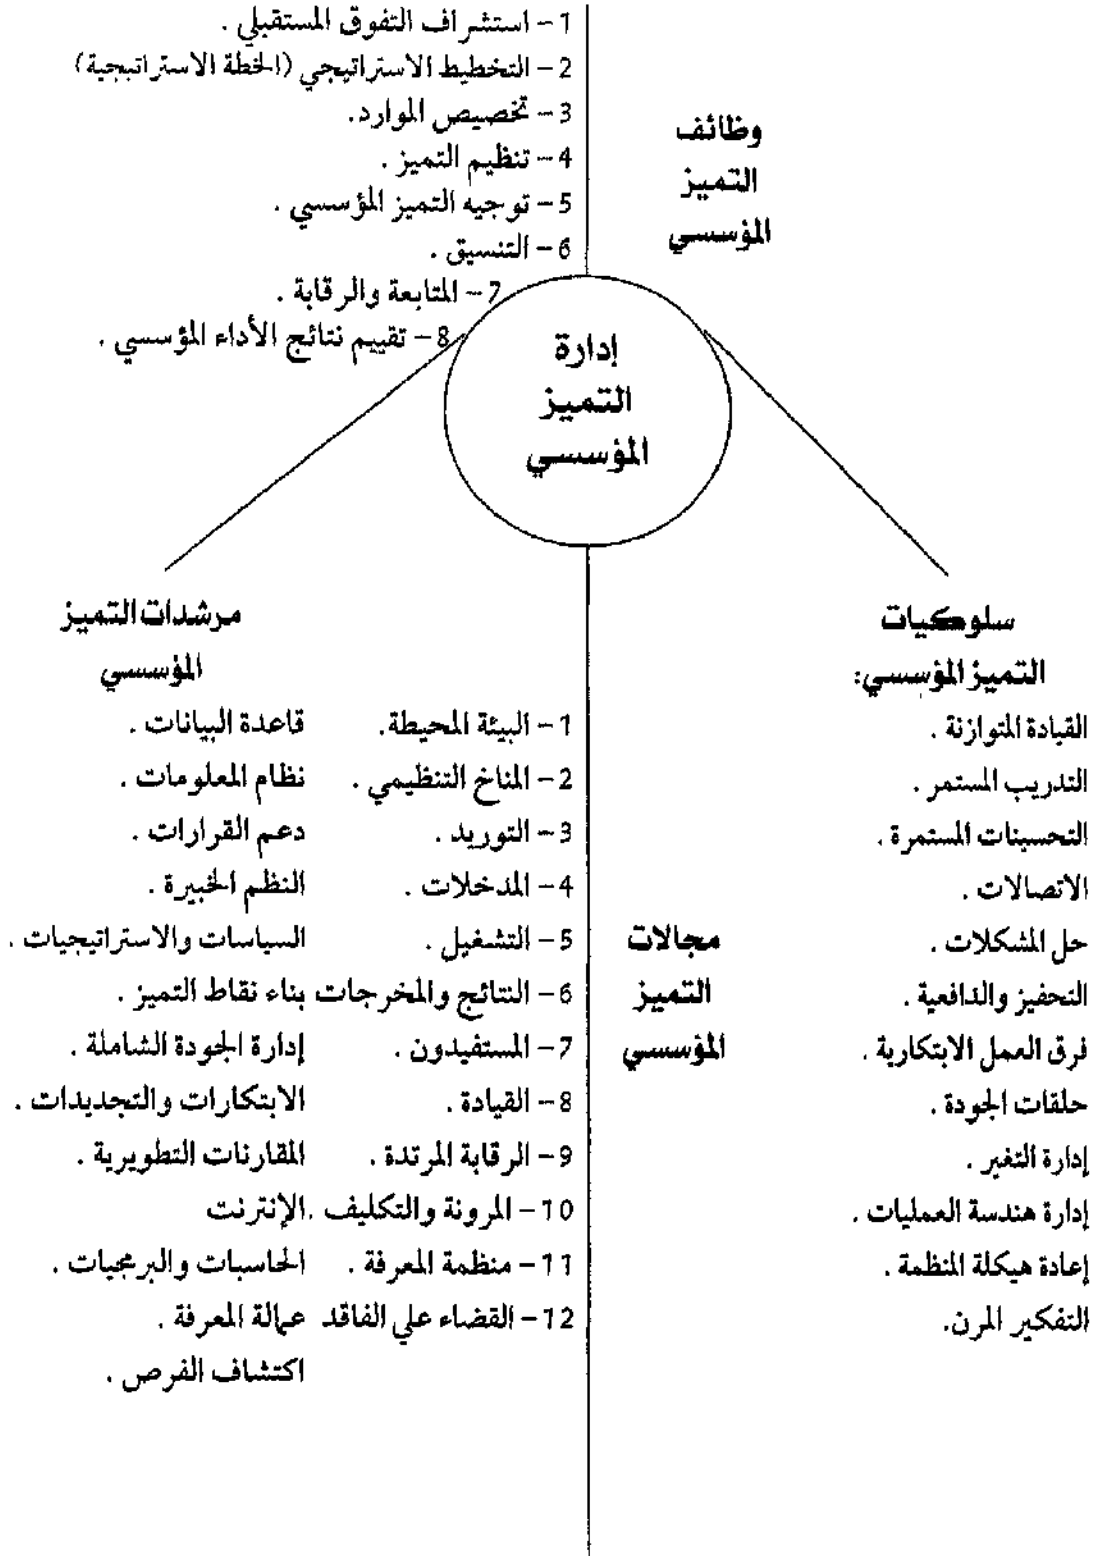 وظائف
التميز
المؤسسي
1- استشراف التفوق المستقبلي .
2- التخطيط الاستراتيجي (الخطة الاستراتيجية)
3- تخصيص الموارد.
4- تنظيم التميز .
5- توجيه التميز المؤسسي .
6- التنسيق .
7- المتابعة والرقابة .
8- تقييم نتائج الأداء المؤسسي .
إدارة
التميز
المؤسسي
سلوكيات
التميز المؤسسي:
القيادة المتوازنة .
التدريب المستمر .
التحسينات المستمرة .
الاتصالات .
حل المشكلات .
التحفيز والدافعية .
فرق العمل الابتكارية .
حلقات الجودة .
إدارة التغير .
إدارة هندسة العمليات .
إعادة هيكلة المنظمة .
التفكير المرن.
مجالات
التميز
المؤسسي
1- البيئة المحيطة.
2- المناخ التنظيمي .
3- التوريد .
4- المدخلات .
5- التشغيل .
6- النتائج والمخرجات
7- المستفيدون .
8- القيادة .
9- الرقابة المرتدة .
10- المرونة والتكليف .
11- منظمة المعرفة .
12- القضاء علي الفاقد
مرشدات التميز
المؤسسي
قاعدة البيانات .
نظام المعلومات .
دعم القرارات .
النظم الخبيرة .
السياسات والاستراتيجيات .
بناء نقاط التميز .
إدارة الجودة الشاملة .
الابتكارات والتجديدات .
المقارنات التطويرية .
الإنترنت
الحاسبات والبرمجيات .
عمالة المعرفة .
اكتشاف الفرص .